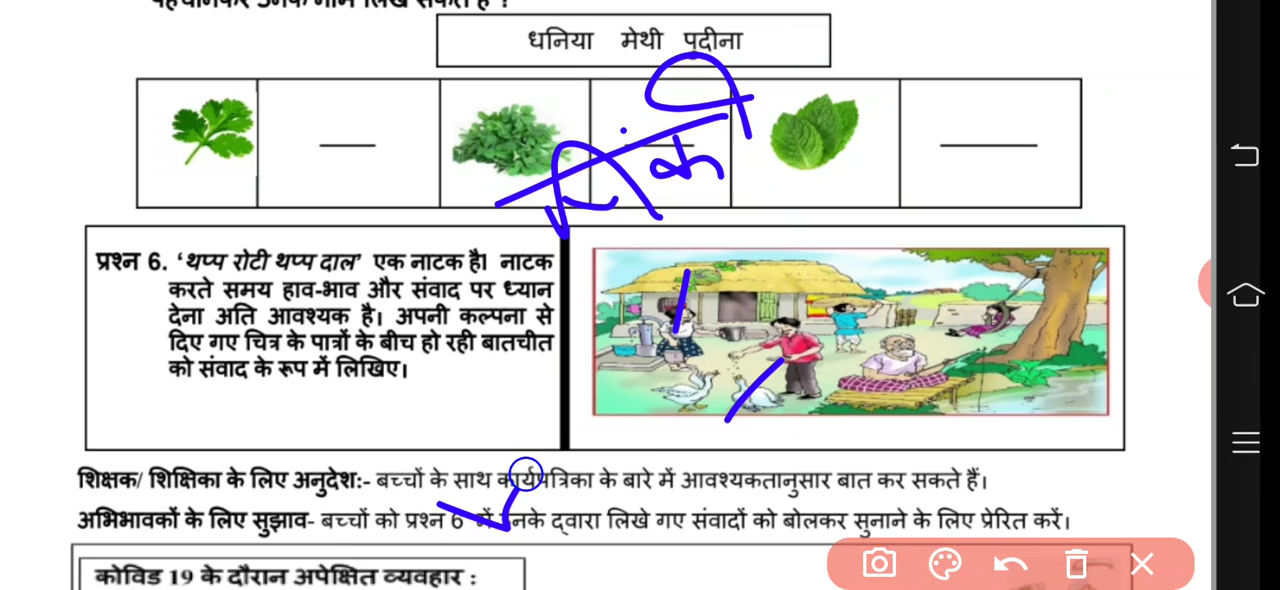 धनिया मेथी पुदीना
प्रश्न 6. ‘थप्प रोटी थप्प दाल’ एक नाटक है। नाटक
करते समय हाव-भाव और संवाद पर ध्यान
देना अति आवश्यक है। अपनी कल्पना से
दिए गए चित्र के पात्रों के बीच हो रही बातचीत
को संवाद के रूप में लिखिए।
शिक्षक/ शिक्षिका के लिए अनुदेश:- बच्चों के साथ कार्यपत्रिका के बारे में आवश्यकतानुसार बात कर सकते हैं।
अभिभावकों के लिए सुझाव- बच्चों को प्रश्न 6 में उनके द्वारा लिखे गए संवादों को बोलकर सुनाने के लिए प्रेरित करें।
कोविड 19 के दौरान अपेक्षित व्यवहार :